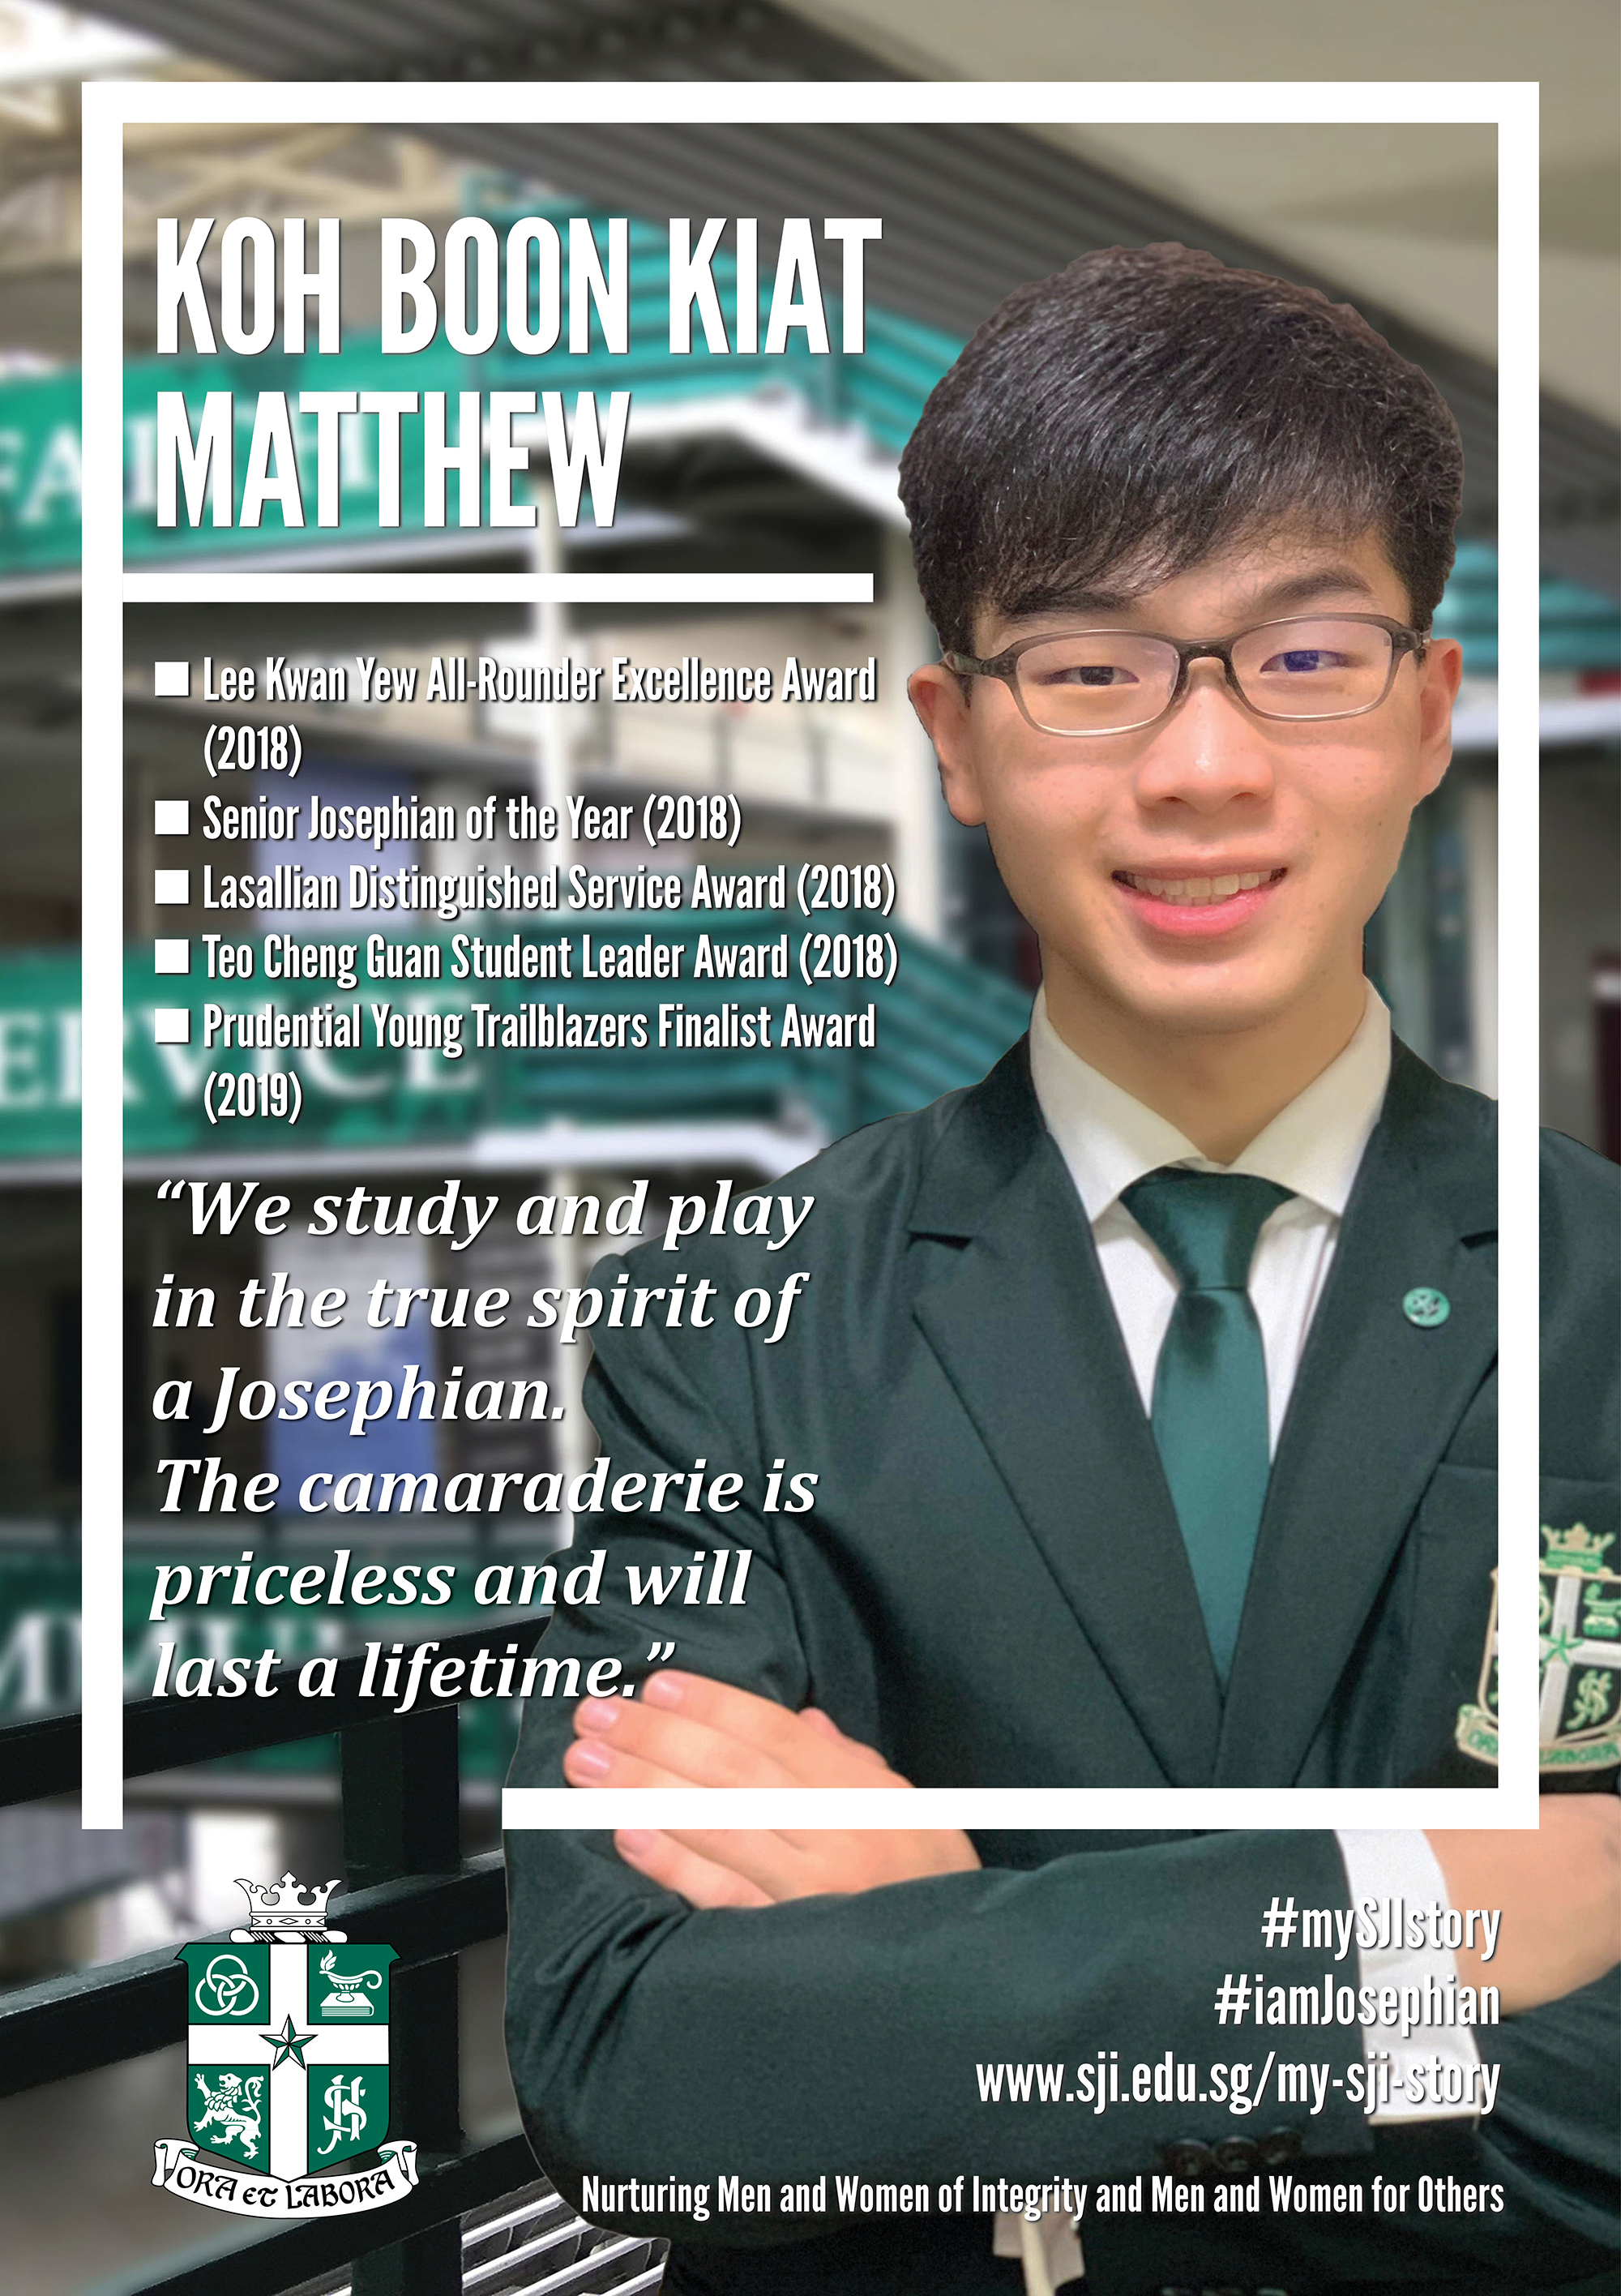 KOH BOON KIAT
MATTHEW
Lee Kwan Yew All-Rounder Excellence Award
(2018)
Senior Josephian of the Year (2018)
Lasallian Distinguished Service Award (2018)
Teo Cheng Guan Student Leader Award (2018)
Prudential Young Trailblazers Finalist Award
(2019)
“We study and play
in the true spirit of
a Josephian.
The camaraderie is
priceless and will
last a lifetime.”
ORA ET LABORA
#mySJIstory
#iamJosephian
www.sji.edu.sg/my-sji-story
Nurturing Men and Women of Integrity and Men and Women for Others